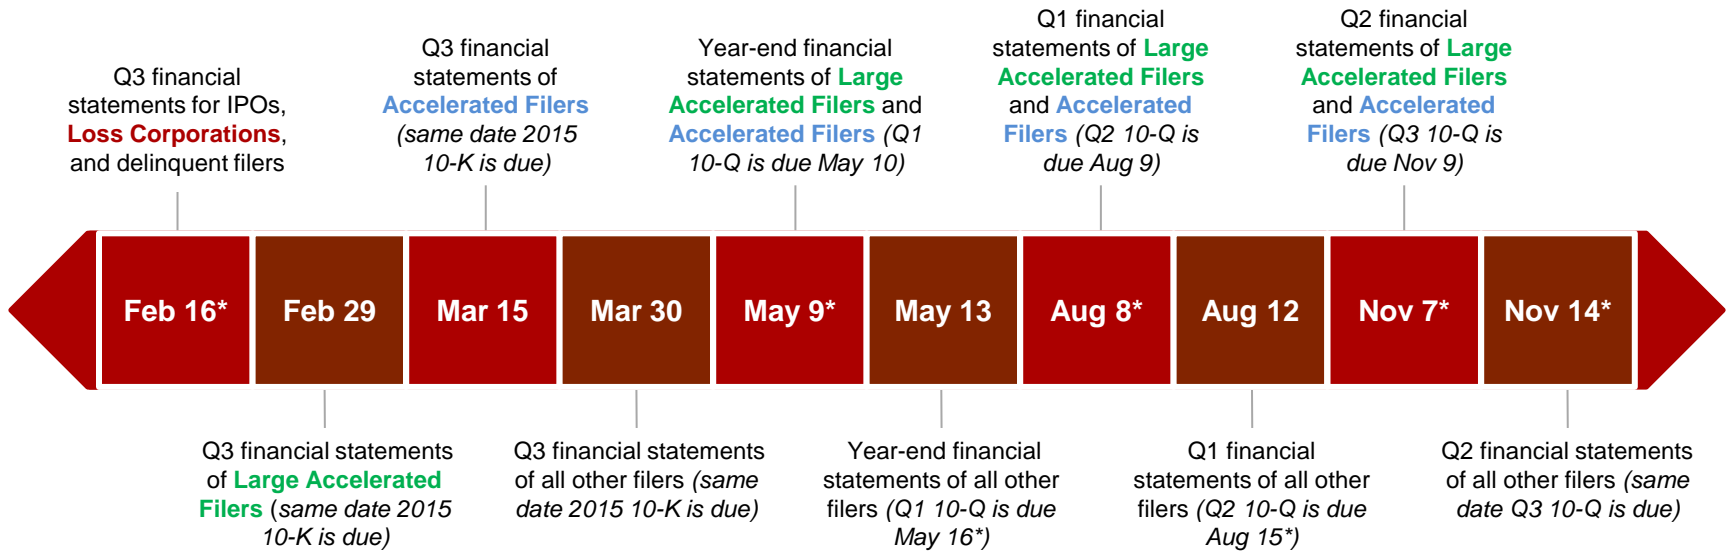 Q3 financial
statements for IPOs,
Loss Corporations,
and delinquent filers
Q3 financial
statements of
Accelerated Filers
(same date 2015
10-K is due)
Year-end financial
statements of Large
Accelerated Filers and
Accelerated Filers (Q1
10-Q is due May 10)
Q1 financial
statements of Large
Accelerated Filers
and Accelerated
Filers (Q2 10-Q is
due Aug 9)
Q2 financial
statements of Large
Accelerated Filers
and Accelerated
Filers (Q3 10-Q is
due Nov 9)
Feb 16*
Feb 29
Mar 15
Mar 30
May 9*
May 13
Aug 8*
Aug 12
Nov 7*
Nov 14*
Q3 financial statements
of Large Accelerated
Filers (same date 2015
10-K is due)
Q3 financial statements
of all other filers (same
date 2015 10-K is due)
Year-end financial
statements of all other
filers (Q1 10-Q is due
May 16*)
Q1 financial
statements of all other
filers (Q2 10-Q is due
Aug 15*)
Q2 financial statements
of all other filers (same
date Q3 10-Q is due)